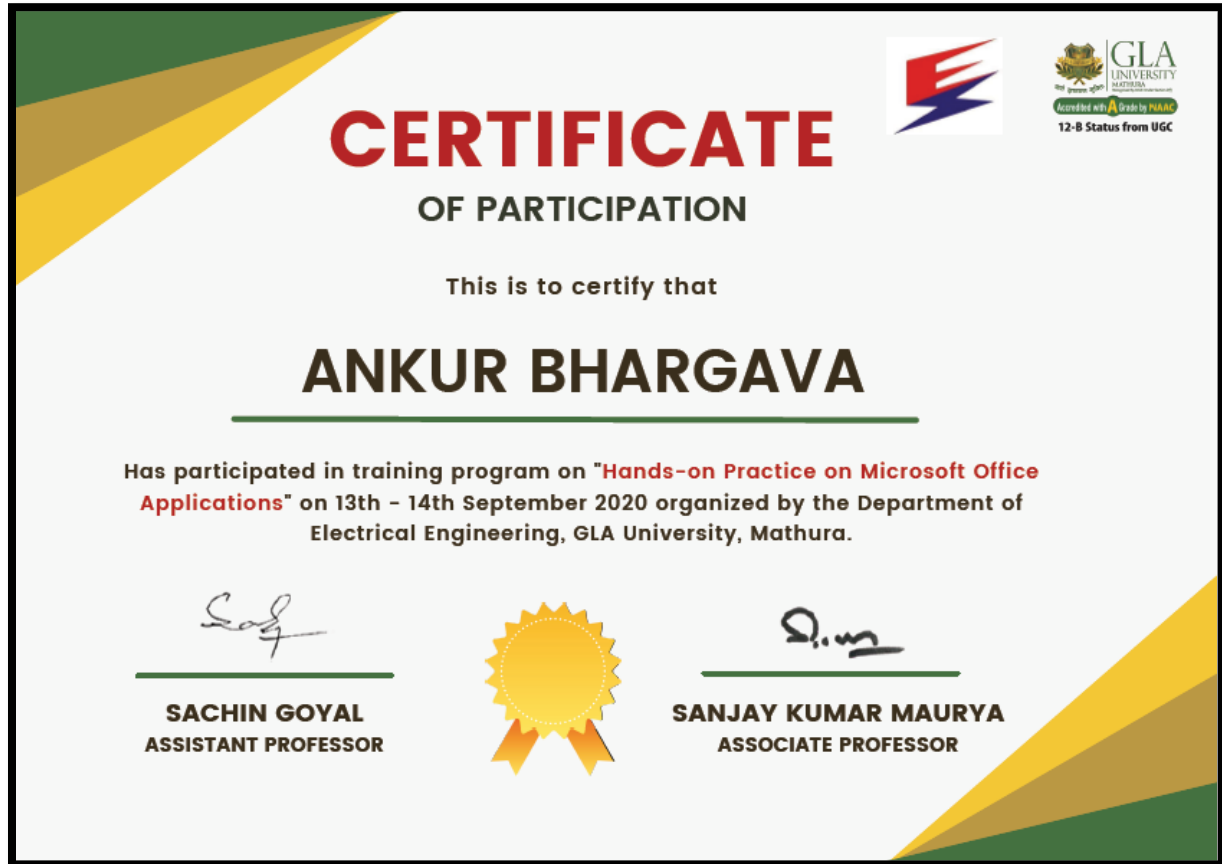 GLA
UNIVERSITY
MATHURA
Accredited with A Grade by NAAC
12-B Status from UGC
CERTIFICATE
OF PARTICIPATION
This is to certify that
ANKUR BHARGAVA
Has participated in training program on "Hands-on Practice on Microsoft Office
Applications" on 13th - 14th September 2020 organized by the Department of
Electrical Engineering, GLA University, Mathura.
SACHIN GOYAL
ASSISTANT PROFESSOR
SANJAY KUMAR MAURYA
ASSOCIATE PROFESSOR